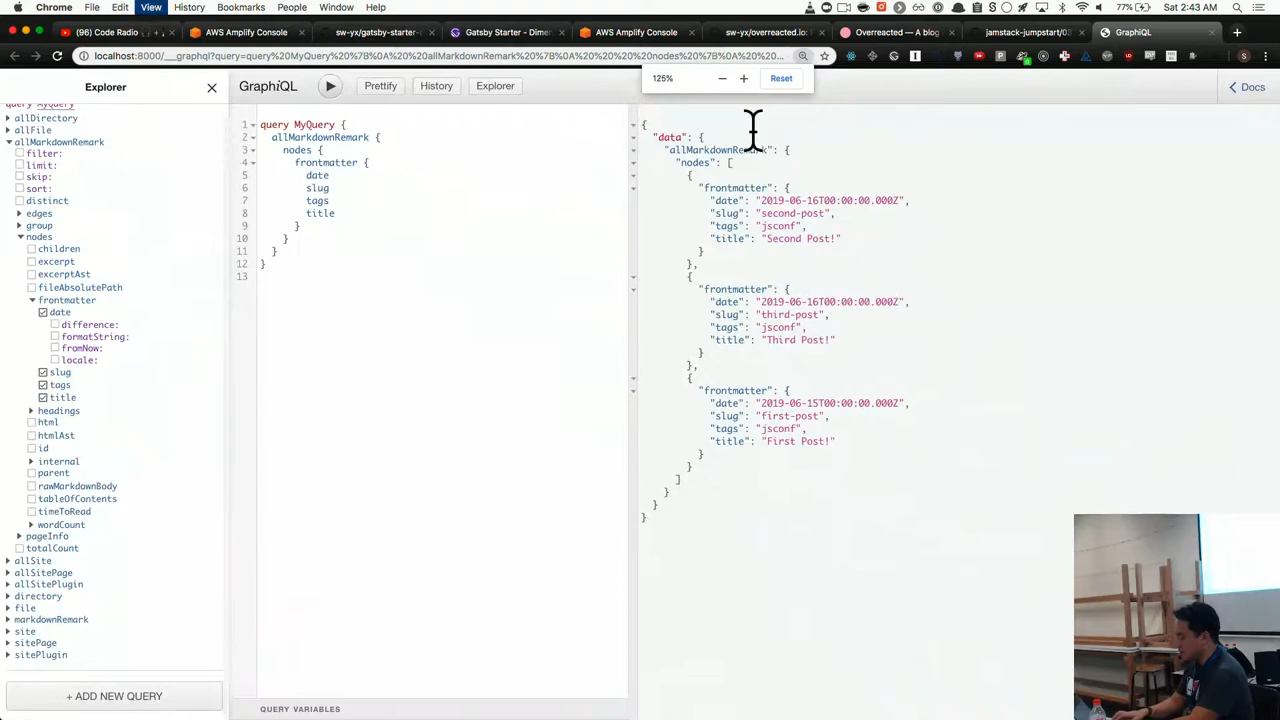 Chrome File Edit View History Bookmarks People Window Help
77% Sat 2:43 AM
(96) Code Radio
AWS Amplify Console
sw-yx/gatsby-starter-
Gatsby Starter - Dimen
AWS Amplify Console
sw-yx/overreacted.io:
Overreacted — A blog
jamstack-jumpstart/03
GraphiQL
localhost:8000/___graphql?query=query%20MyQuery%20%7B%0A%20%20allMarkdownRemark%20%7B%0A%20%20%20%20nodes%20%7B%0A%20%20%20...
125%
Reset
Explorer
GraphiQL
Prettify
History
Explorer
Docs
query MyQuery {
allDirectory
allFile
allMarkdownRemark
filter:
limit:
skip:
sort:
distinct
edges
group
nodes
children
excerpt
excerptAst
fileAbsolutePath
frontmatter
date
difference:
formatString:
fromNow:
locale:
slug
tags
title
headings
html
htmlAst
id
internal
parent
rawMarkdownBody
tableOfContents
timeToRead
wordCount
pageInfo
totalCount
allSite
allSitePage
allSitePlugin
directory
file
markdownRemark
site
sitePage
sitePlugin
+ ADD NEW QUERY
1 query MyQuery {
2 allMarkdownRemark {
3 nodes {
4 frontmatter {
5 date
6 slug
7 tags
8 title
9 }
10 }
11 }
12 }
13
QUERY VARIABLES
{
"data": {
"allMarkdownRemark": {
"nodes": [
{
"frontmatter": {
"date": "2019-06-16T00:00:00.000Z",
"slug": "second-post",
"tags": "jsconf",
"title": "Second Post!"
}
},
{
"frontmatter": {
"date": "2019-06-16T00:00:00.000Z",
"slug": "third-post",
"tags": "jsconf",
"title": "Third Post!"
}
},
{
"frontmatter": {
"date": "2019-06-15T00:00:00.000Z",
"slug": "first-post",
"tags": "jsconf",
"title": "First Post!"
}
}
]
}
}
}